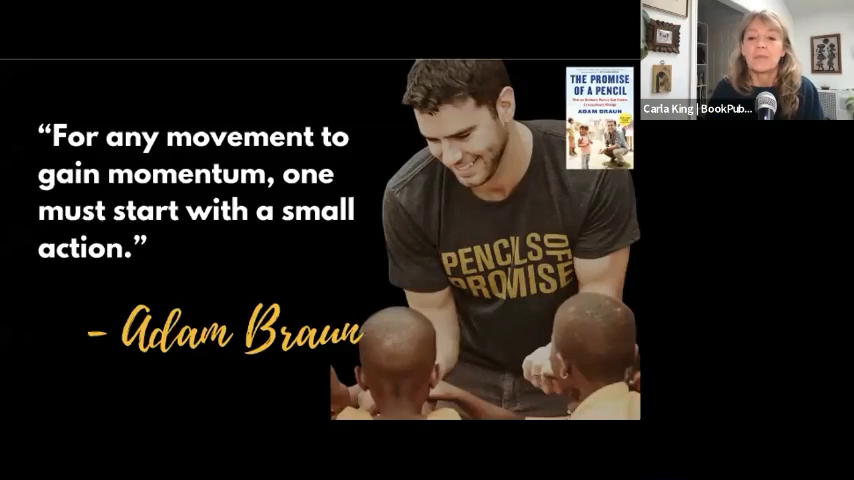 “For any movement to
gain momentum, one
must start with a small
action.”
- Adam Braun
THE PROMISE
OF A PENCIL
ADAM BRAUN
PENCILS OF
PROMISE
Carla King | BookPub...